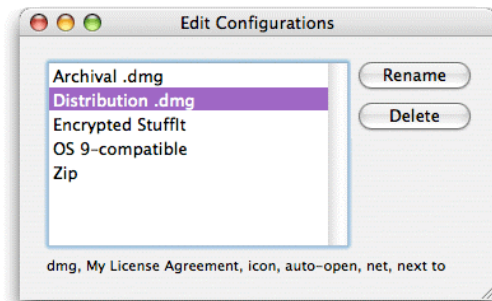 Edit Configurations
Archival .dmg
Distribution .dmg
Encrypted StuffIt
OS 9-compatible
Zip
Rename
Delete
dmg, My License Agreement, icon, auto-open, net, next to